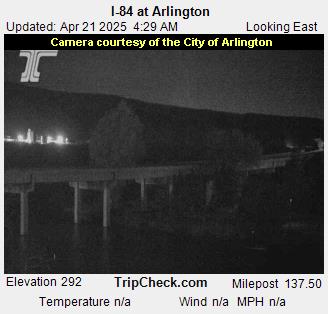 I-84 at Arlington
Updated: Apr 21 2025 4:29 AM Looking East
Camera courtesy of the City of Arlington
Elevation 292 TripCheck.com Milepost 137.50
Temperature n/a Wind n/a MPH n/a